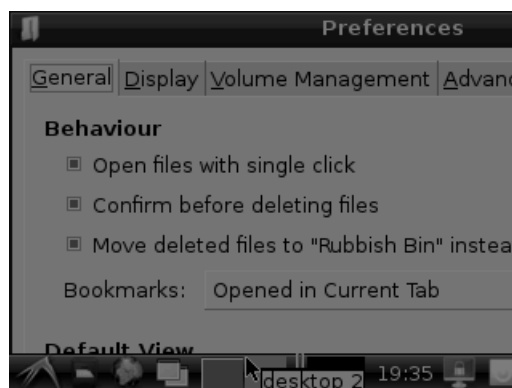 Preferences
General Display Volume Management Advanc
Behaviour
Open files with single click
Confirm before deleting files
Move deleted files to "Rubbish Bin" instea
Bookmarks: Opened in Current Tab
Default View
desktop 2 19:35